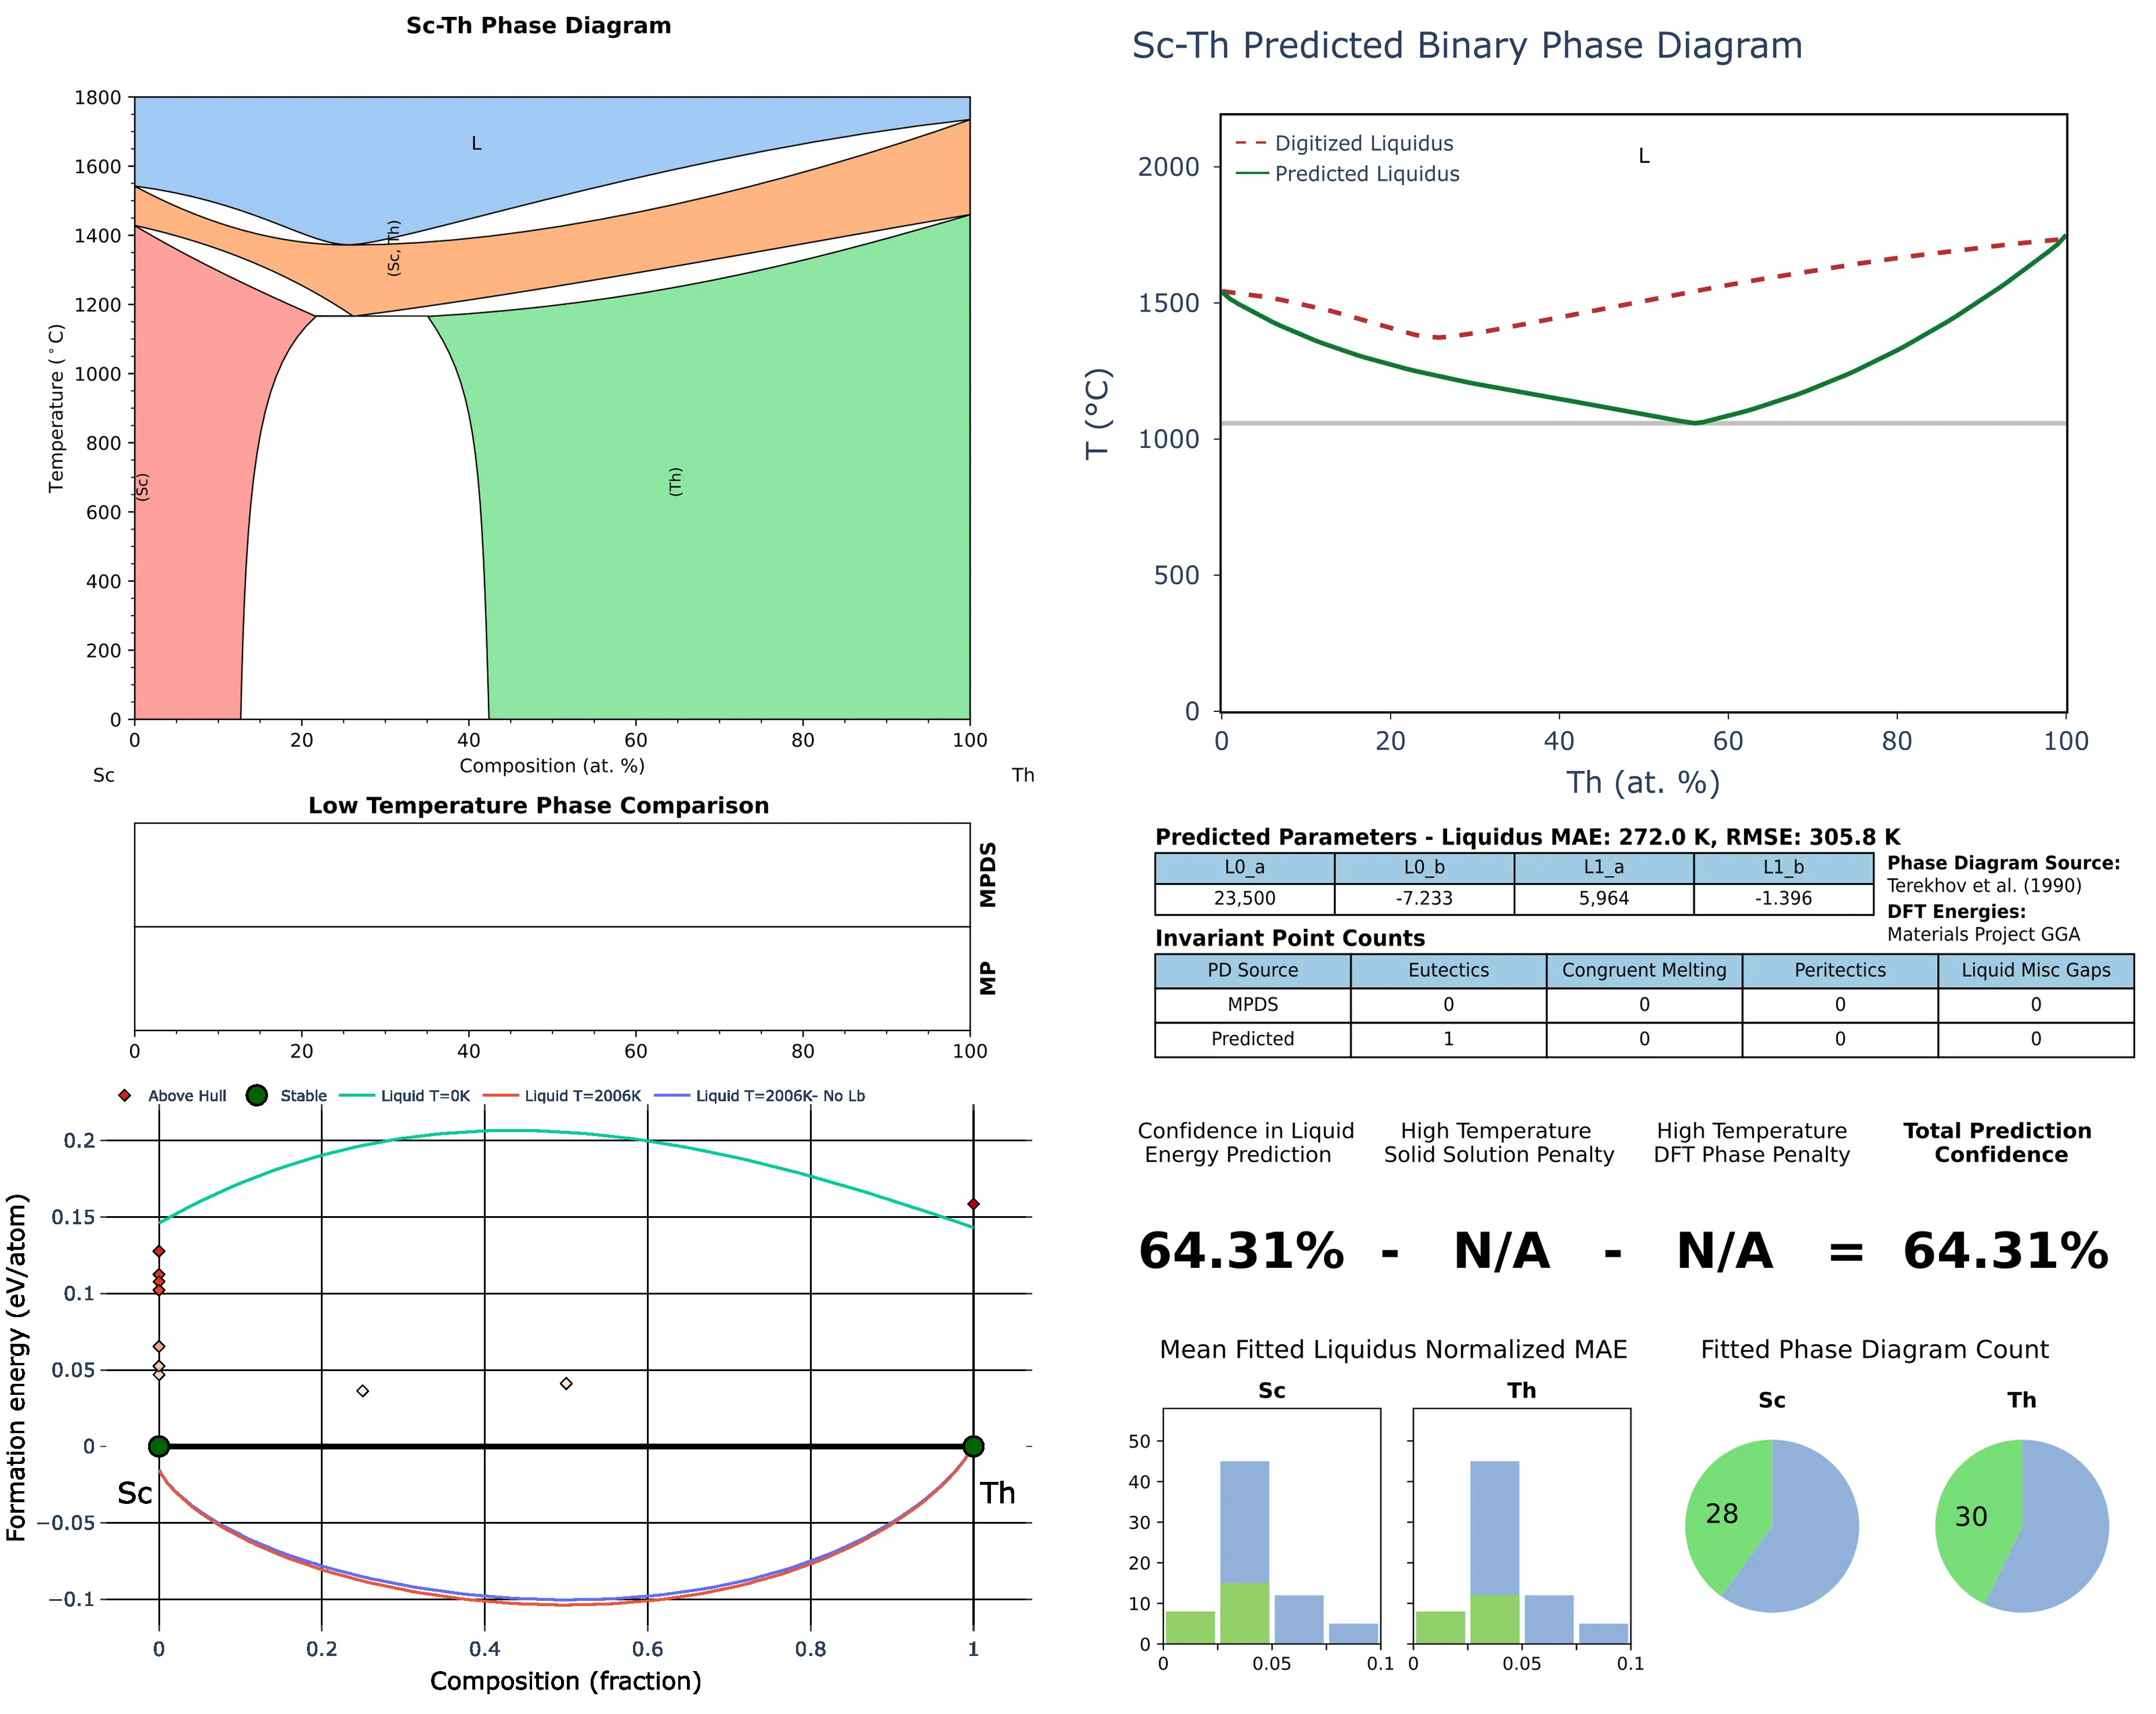 Sc-Th Phase Diagram
1800
1600
1400
1200
1000
800
600
400
200
0
Temperature (°C)
L
(Sc, Th)
(Sc)
(Th)
0 20 40 60 80 100
Composition (at. %)
Sc Th
Low Temperature Phase Comparison
MPDS
MP
0 20 40 60 80 100
Above Hull Stable Liquid T=0K Liquid T=2006K Liquid T=2006K- No Lb
0.2
0.15
0.1
0.05
0
−0.05
−0.1
Formation energy (eV/atom)
Sc Th
0 0.2 0.4 0.6 0.8 1
Composition (fraction)
Sc-Th Predicted Binary Phase Diagram
Digitized Liquidus
Predicted Liquidus
L
2000
1500
1000
500
0
T (°C)
0 20 40 60 80 100
Th (at. %)
Predicted Parameters - Liquidus MAE: 272.0 K, RMSE: 305.8 K
L0_a L0_b L1_a L1_b
23,500 -7.233 5,964 -1.396
Phase Diagram Source:
Terekhov et al. (1990)
DFT Energies:
Materials Project GGA
Invariant Point Counts
PD Source Eutectics Congruent Melting Peritectics Liquid Misc Gaps
MPDS 0 0 0 0
Predicted 1 0 0 0
Confidence in Liquid High Temperature High Temperature Total Prediction
Energy Prediction Solid Solution Penalty DFT Phase Penalty Confidence
64.31% - N/A - N/A = 64.31%
Mean Fitted Liquidus Normalized MAE Fitted Phase Diagram Count
Sc Th Sc Th
50
40
30
20
10
0
0 0.05 0.1 0 0.05 0.1
28 30